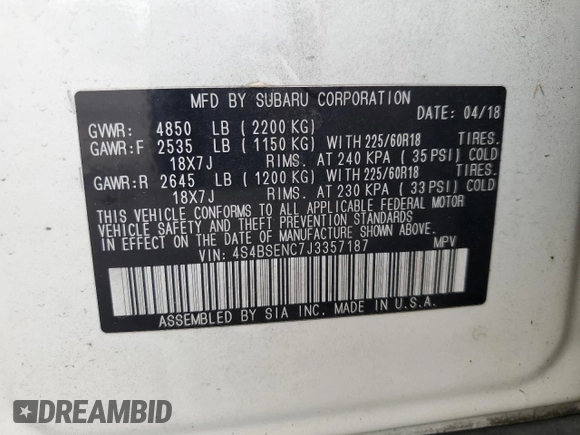 MFD BY SUBARU CORPORATION
DATE: 04/18
GVWR: 4850 LB (2200 KG)
GAWR:F 2535 LB (1150 KG) WITH 225/60R18 TIRES.
18X7J RIMS. AT 240 KPA (35 PSI) COLD
GAWR:R 2645 LB (1200 KG) WITH 225/60R18 TIRES.
18X7J RIMS. AT 230 KPA (33 PSI) COLD
THIS VEHICLE CONFORMS TO ALL APPLICABLE FEDERAL MOTOR
VEHICLE SAFETY AND THEFT PREVENTION STANDARDS
IN EFFECT ON THE DATE OF MANUFACTURE SHOWN ABOVE.
VIN: 4S4BSENC7J3357187 MPV
ASSEMBLED BY SIA INC. MADE IN U.S.A.
DREAMBID